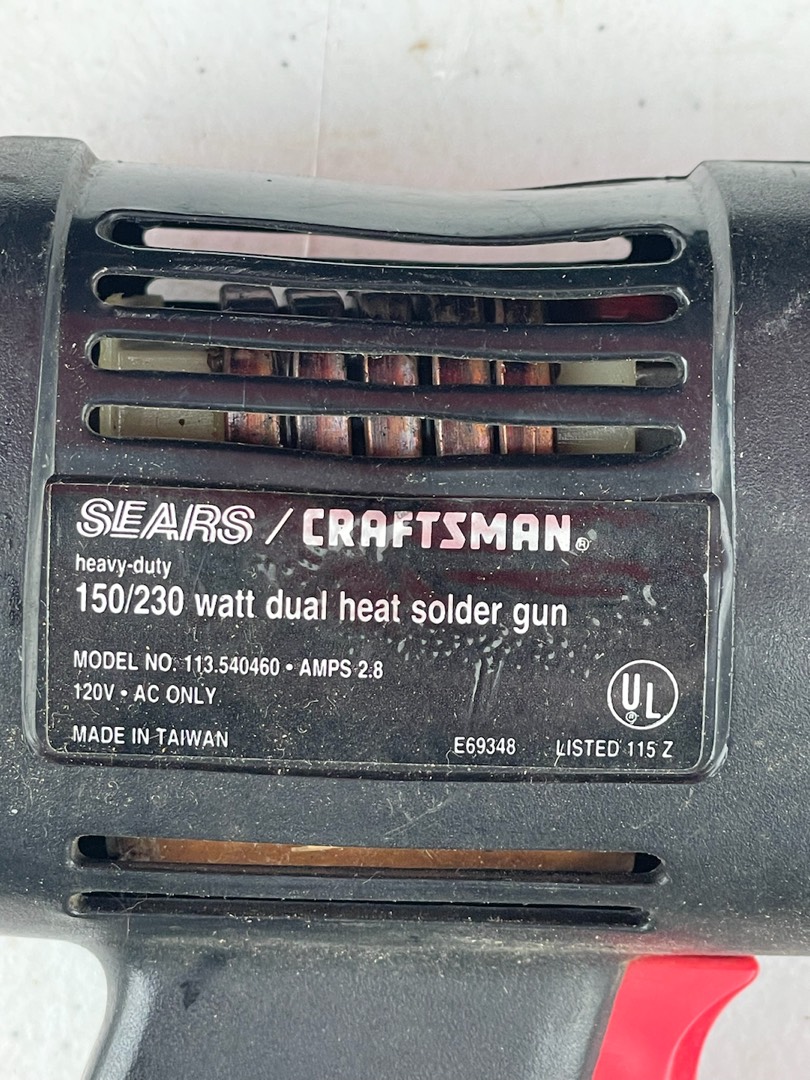 SEARS / CRAFTSMAN®
heavy-duty
150/230 watt dual heat solder gun
MODEL NO. 113.540460 • AMPS 2.8
120V • AC ONLY
UL®
MADE IN TAIWAN E69348 LISTED 115 Z